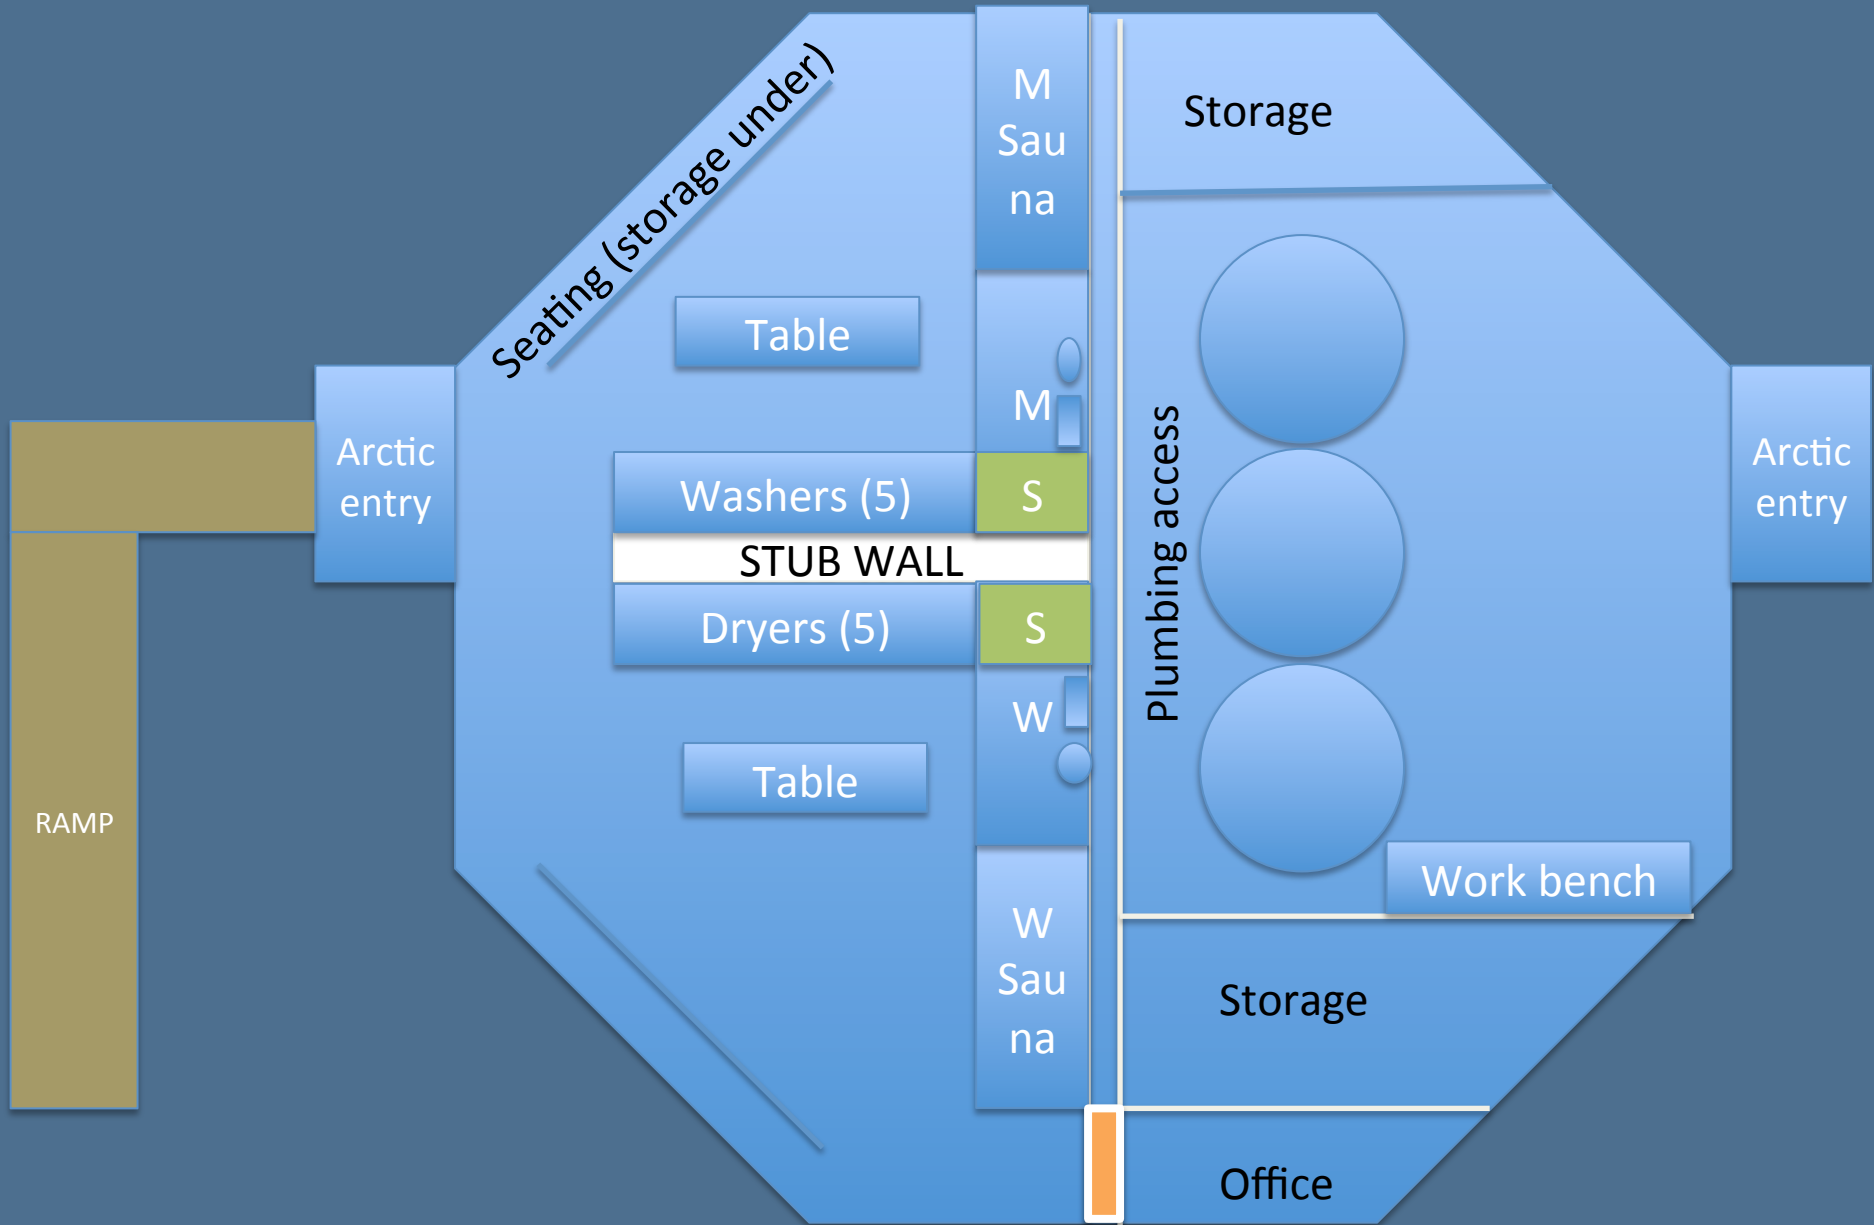 M
Sau
na
Storage
Seating (storage under)
Table
M
Arctic
entry
Arctic
entry
Washers (5)
S
Plumbing access
STUB WALL
Dryers (5)
S
W
Table
RAMP
Work bench
W
Sau
na
Storage
Office